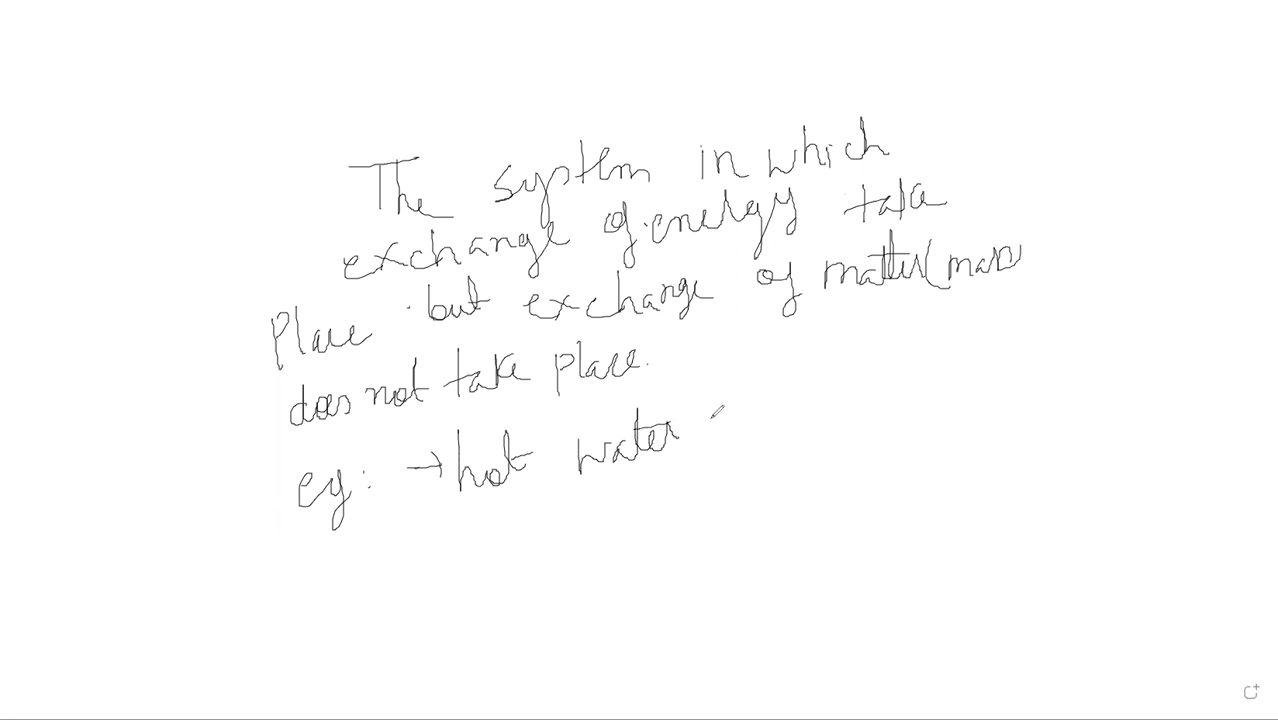 The system in which
exchange of energy take
Place but exchange of matter(mass)
does not take place.
eg: → hot water